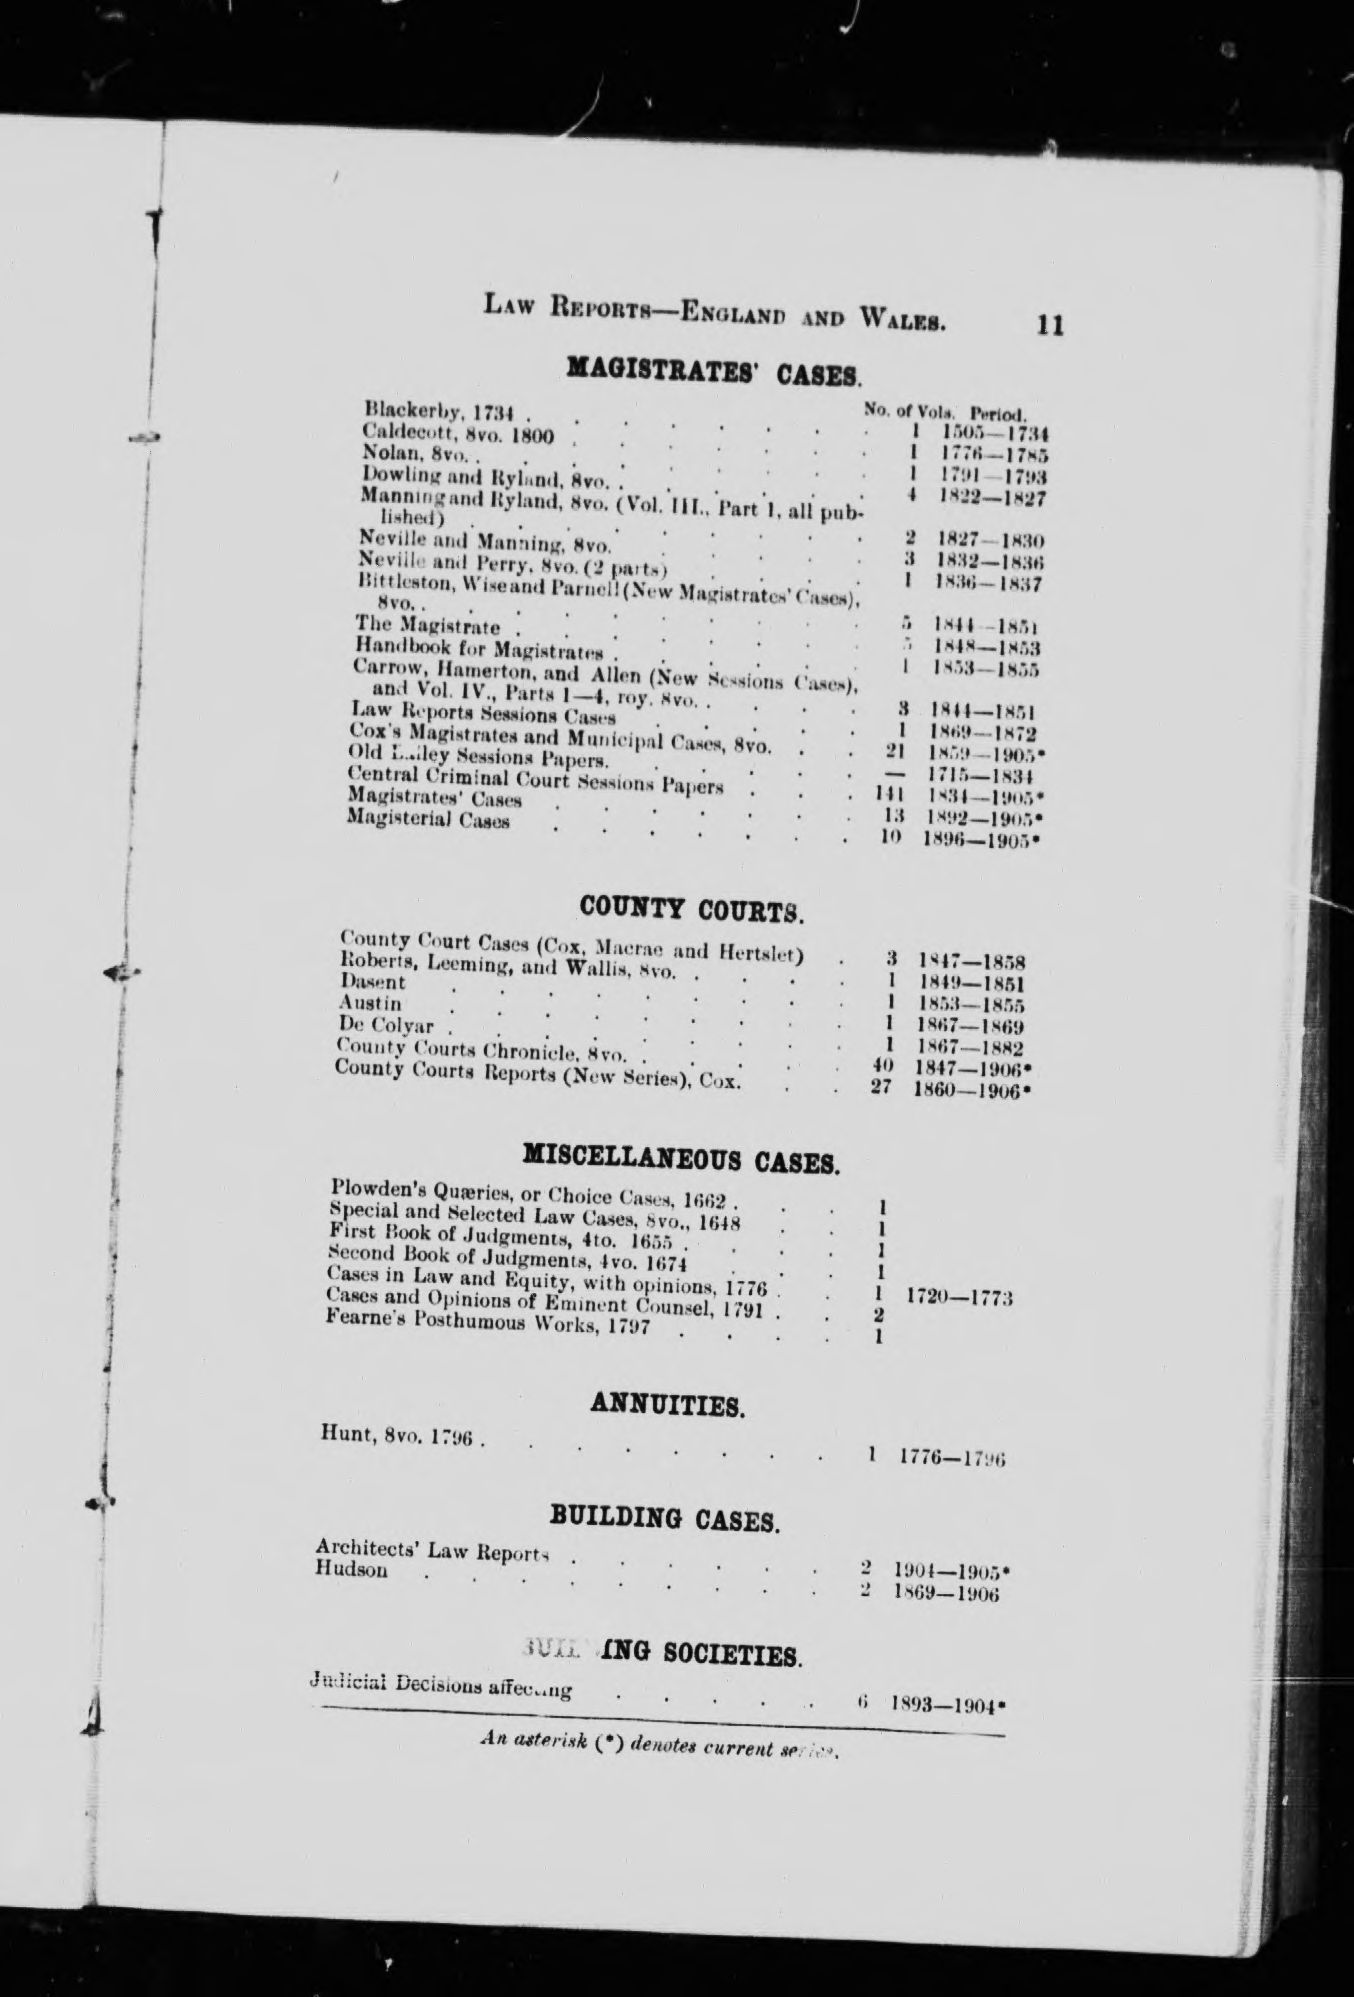 LAW REPORTS—ENGLAND AND WALES. 11
MAGISTRATES' CASES.
No. of Vols. Period.
Blackerby, 1734 . . . . . . . . 1 1505—1734
Caldecott, 8vo. 1800 . . . . . . . 1 1776—1785
Nolan, 8vo. . . . . . . . . . 1 1791—1793
Dowling and Ryland, 8vo. . . . . . . 4 1822—1827
Manning and Ryland, 8vo. (Vol. III., Part 1, all pub-
lished) . . . . . . . . . 2 1827—1830
Neville and Manning, 8vo. . . . . . . 3 1832—1836
Neville and Perry, 8vo. (2 parts) . . . . 1 1836—1837
Bittleston, Wise and Parnell (New Magistrates' Cases),
8vo. . . . . . . . . . . 5 1844—1851
The Magistrate . . . . . . . . 5 1848—1853
Handbook for Magistrates . . . . . . 1 1853—1855
Carrow, Hamerton, and Allen (New Sessions Cases),
and Vol. IV., Parts 1—4, roy. 8vo. . . . . 3 1844—1851
Law Reports Sessions Cases . . . . . 1 1869—1872
Cox's Magistrates and Municipal Cases, 8vo. . . 21 1859—1905*
Old Sessions Papers. . . . . . — 1715—1834
Central Criminal Court Sessions Papers . . . 141 1834—1905*
Magistrates' Cases . . . . . . . 13 1892—1905*
Magisterial Cases . . . . . . . 10 1896—1905*
COUNTY COURTS.
County Court Cases (Cox, Macrae and Hertslet) . 3 1847—1858
Roberts, Leeming, and Wallis, 8vo. . . . . 1 1849—1851
Dasent . . . . . . . . . 1 1853—1855
Austin . . . . . . . . . 1 1867—1869
De Colyar . . . . . . . . . 1 1867—1882
County Courts Chronicle, 8vo. . . . . . 40 1847—1906*
County Courts Reports (New Series), Cox. . . 27 1860—1906*
MISCELLANEOUS CASES.
Plowden's Quæries, or Choice Cases, 1662 . . . 1
Special and Selected Law Cases, 8vo., 1648 . . 1
First Book of Judgments, 4to. 1655 . . . . 1
Second Book of Judgments, 4vo. 1674 . . . 1
Cases in Law and Equity, with opinions, 1776 . . 1 1720—1773
Cases and Opinions of Eminent Counsel, 1791 . . 2
Fearne's Posthumous Works, 1797 . . . . 1
ANNUITIES.
Hunt, 8vo. 1796 . . . . . . . . 1 1776—1796
BUILDING CASES.
Architects' Law Reports . . . . . . 2 1904—1905*
Hudson . . . . . . . . . 2 1869—1906
BUILDING SOCIETIES.
Judicial Decisions affecting . . . . . 6 1893—1904*
An asterisk (*) denotes current series.